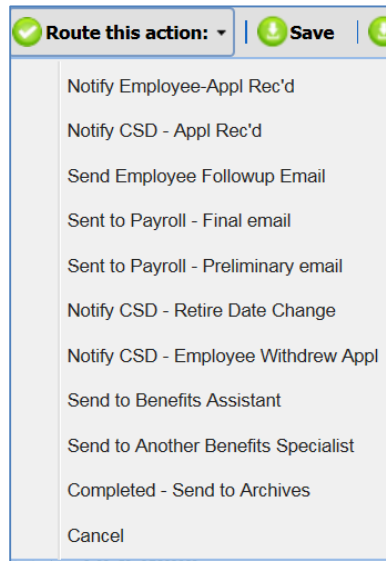 Route this action: Save
Notify Employee-Appl Rec'd
Notify CSD - Appl Rec'd
Send Employee Followup Email
Sent to Payroll - Final email
Sent to Payroll - Preliminary email
Notify CSD - Retire Date Change
Notify CSD - Employee Withdrew Appl
Send to Benefits Assistant
Send to Another Benefits Specialist
Completed - Send to Archives
Cancel